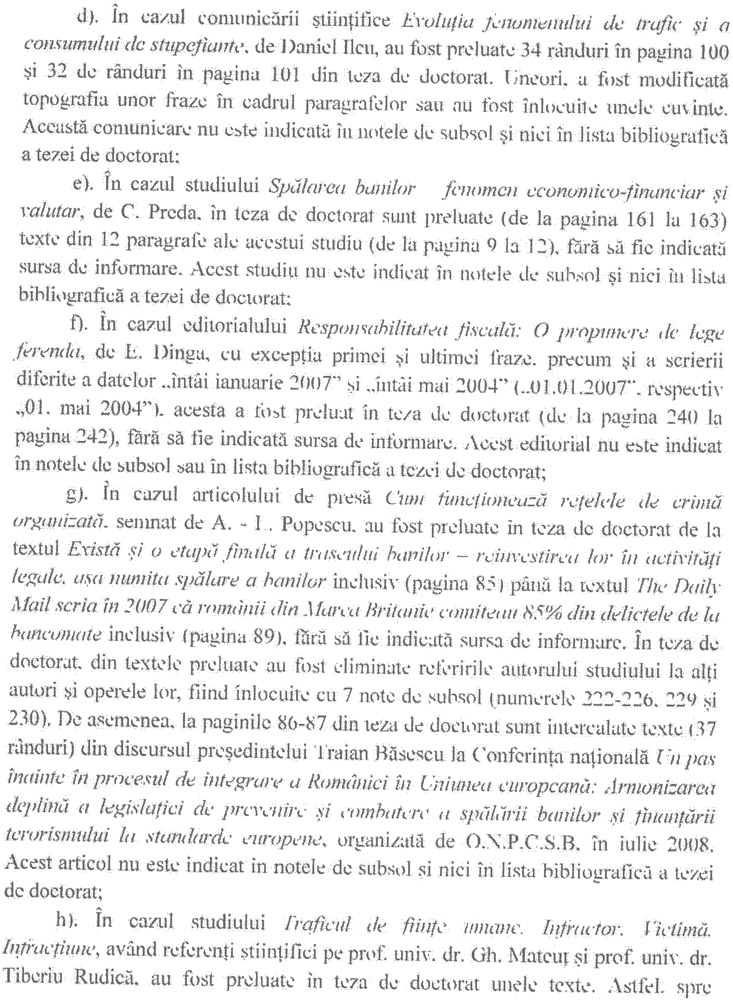 d). În cazul comunicării științifice Evoluția fenomenului de trafic și a
consumului de stupefiante, de Daniel Ilcu, au fost preluate 34 rânduri în pagina 100
și 32 de rânduri în pagina 101 din teza de doctorat. Uneori, a fost modificată
topografia unor fraze în cadrul paragrafelor sau au fost înlocuite unele cuvinte.
Această comunicare nu este indicată în notele de subsol și nici în lista bibliografică
a tezei de doctorat;
e). În cazul studiului Spălarea banilor fenomen economico-financiar și
valutar, de C. Preda, în teza de doctorat sunt preluate (de la pagina 161 la 163)
texte din 12 paragrafe ale acestui studiu (de la pagina 9 la 12), fără să fie indicată
sursa de informare. Acest studiu nu este indicat în notele de subsol și nici în lista
bibliografică a tezei de doctorat;
f). În cazul editorialului Responsabilitatea fiscală: O propunere de lege
ferenda, de E. Dinga, cu excepția primei și ultimei fraze, precum și a scrierii
diferite a datelor „întâi ianuarie 2007” și „întâi mai 2004” („01.01.2007”, respectiv
„01. mai 2004”), acesta a fost preluat în teza de doctorat (de la pagina 240 la
pagina 242), fără să fie indicată sursa de informare. Acest editorial nu este indicat
în notele de subsol sau în lista bibliografică a tezei de doctorat;
g). În cazul articolului de presă Cum funcționează rețelele de crimă
organizată, semnat de A. - I . Popescu, au fost preluate în teza de doctorat de la
textul Există și o etapă finală a traseului banilor – reinvestirea lor în activități
legale, așa numita spălare a banilor inclusiv (pagina 85) până la textul The Daily
Mail scria în 2007 că românii din Marea Britanie comiteau 85% din delictele de la
bancomate inclusiv (pagina 89), fără să fie indicată sursa de informare. În teza de
doctorat, din textele preluate au fost eliminate referirile autorului studiului la alți
autori și operele lor, fiind înlocuite cu 7 note de subsol (numerele 222-226, 229 și
230). De asemenea, la paginile 86-87 din teza de doctorat sunt intercalate texte (37
rânduri) din discursul președintelui Traian Băsescu la Conferința națională Un pas
înainte în procesul de integrare a României în Uniunea europeană: Armonizarea
deplină a legislației de prevenire și combatere a spălării banilor și finanțării
terorismului la standarde europene, organizată de O.N.P.C.S.B. în iulie 2008.
Acest articol nu este indicat in notele de subsol și nici în lista bibliografică a tezei
de doctorat;
h). În cazul studiului Traficul de ființe umane. Infractor. Victimă.
Infracțiune, având referenți științifici pe prof. univ. dr. Gh. Mateuț și prof. univ. dr.
Tiberiu Rudică, au fost preluate în teza de doctorat unele texte. Astfel, spre